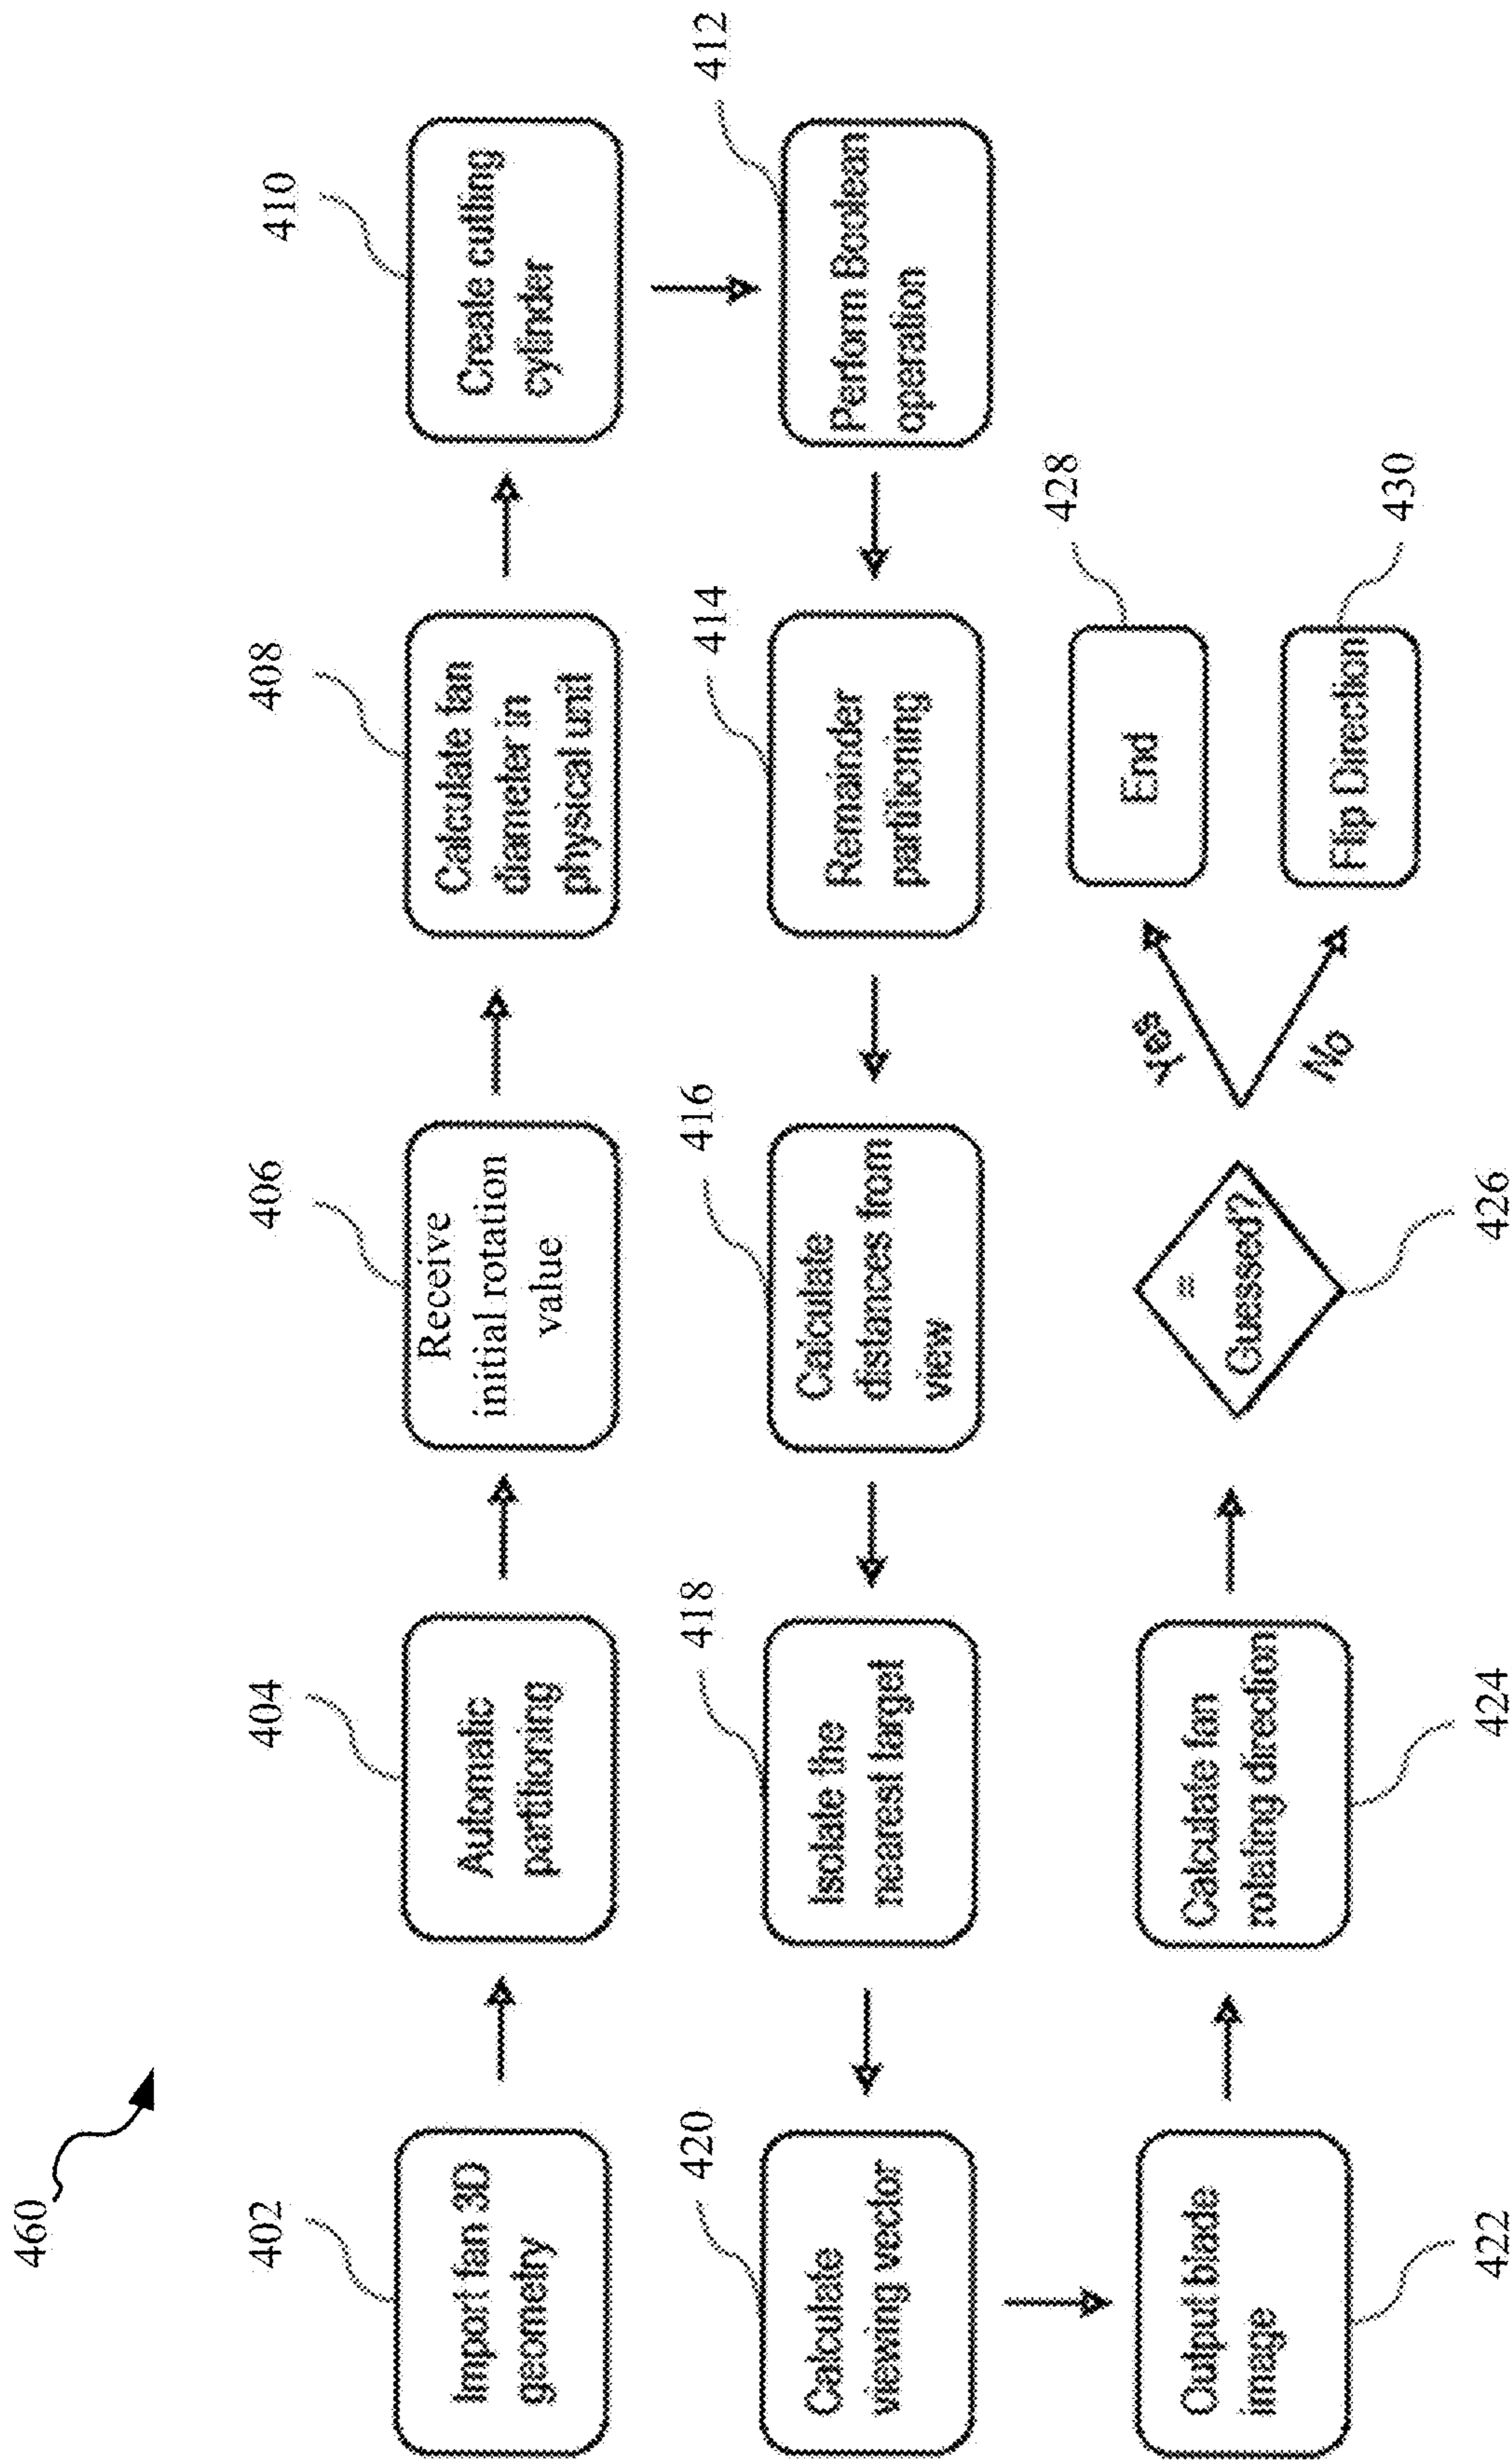 460
402
Import fan 3D
geometry
404
Automatic
partitioning
406
Receive
initial rotation
value
408
Calculate fan
diameter in
physical unit
410
Create cutting
cylinder
412
Perform Boolean
operation
414
Remainder
partitioning
416
Calculate
distances from
view
418
Isolate the
nearest target
420
Calculate
viewing vector
422
Output blade
image
424
Calculate fan
rotating direction
426
=
Guessed?
Yes
No
428
End
430
Flip Direction